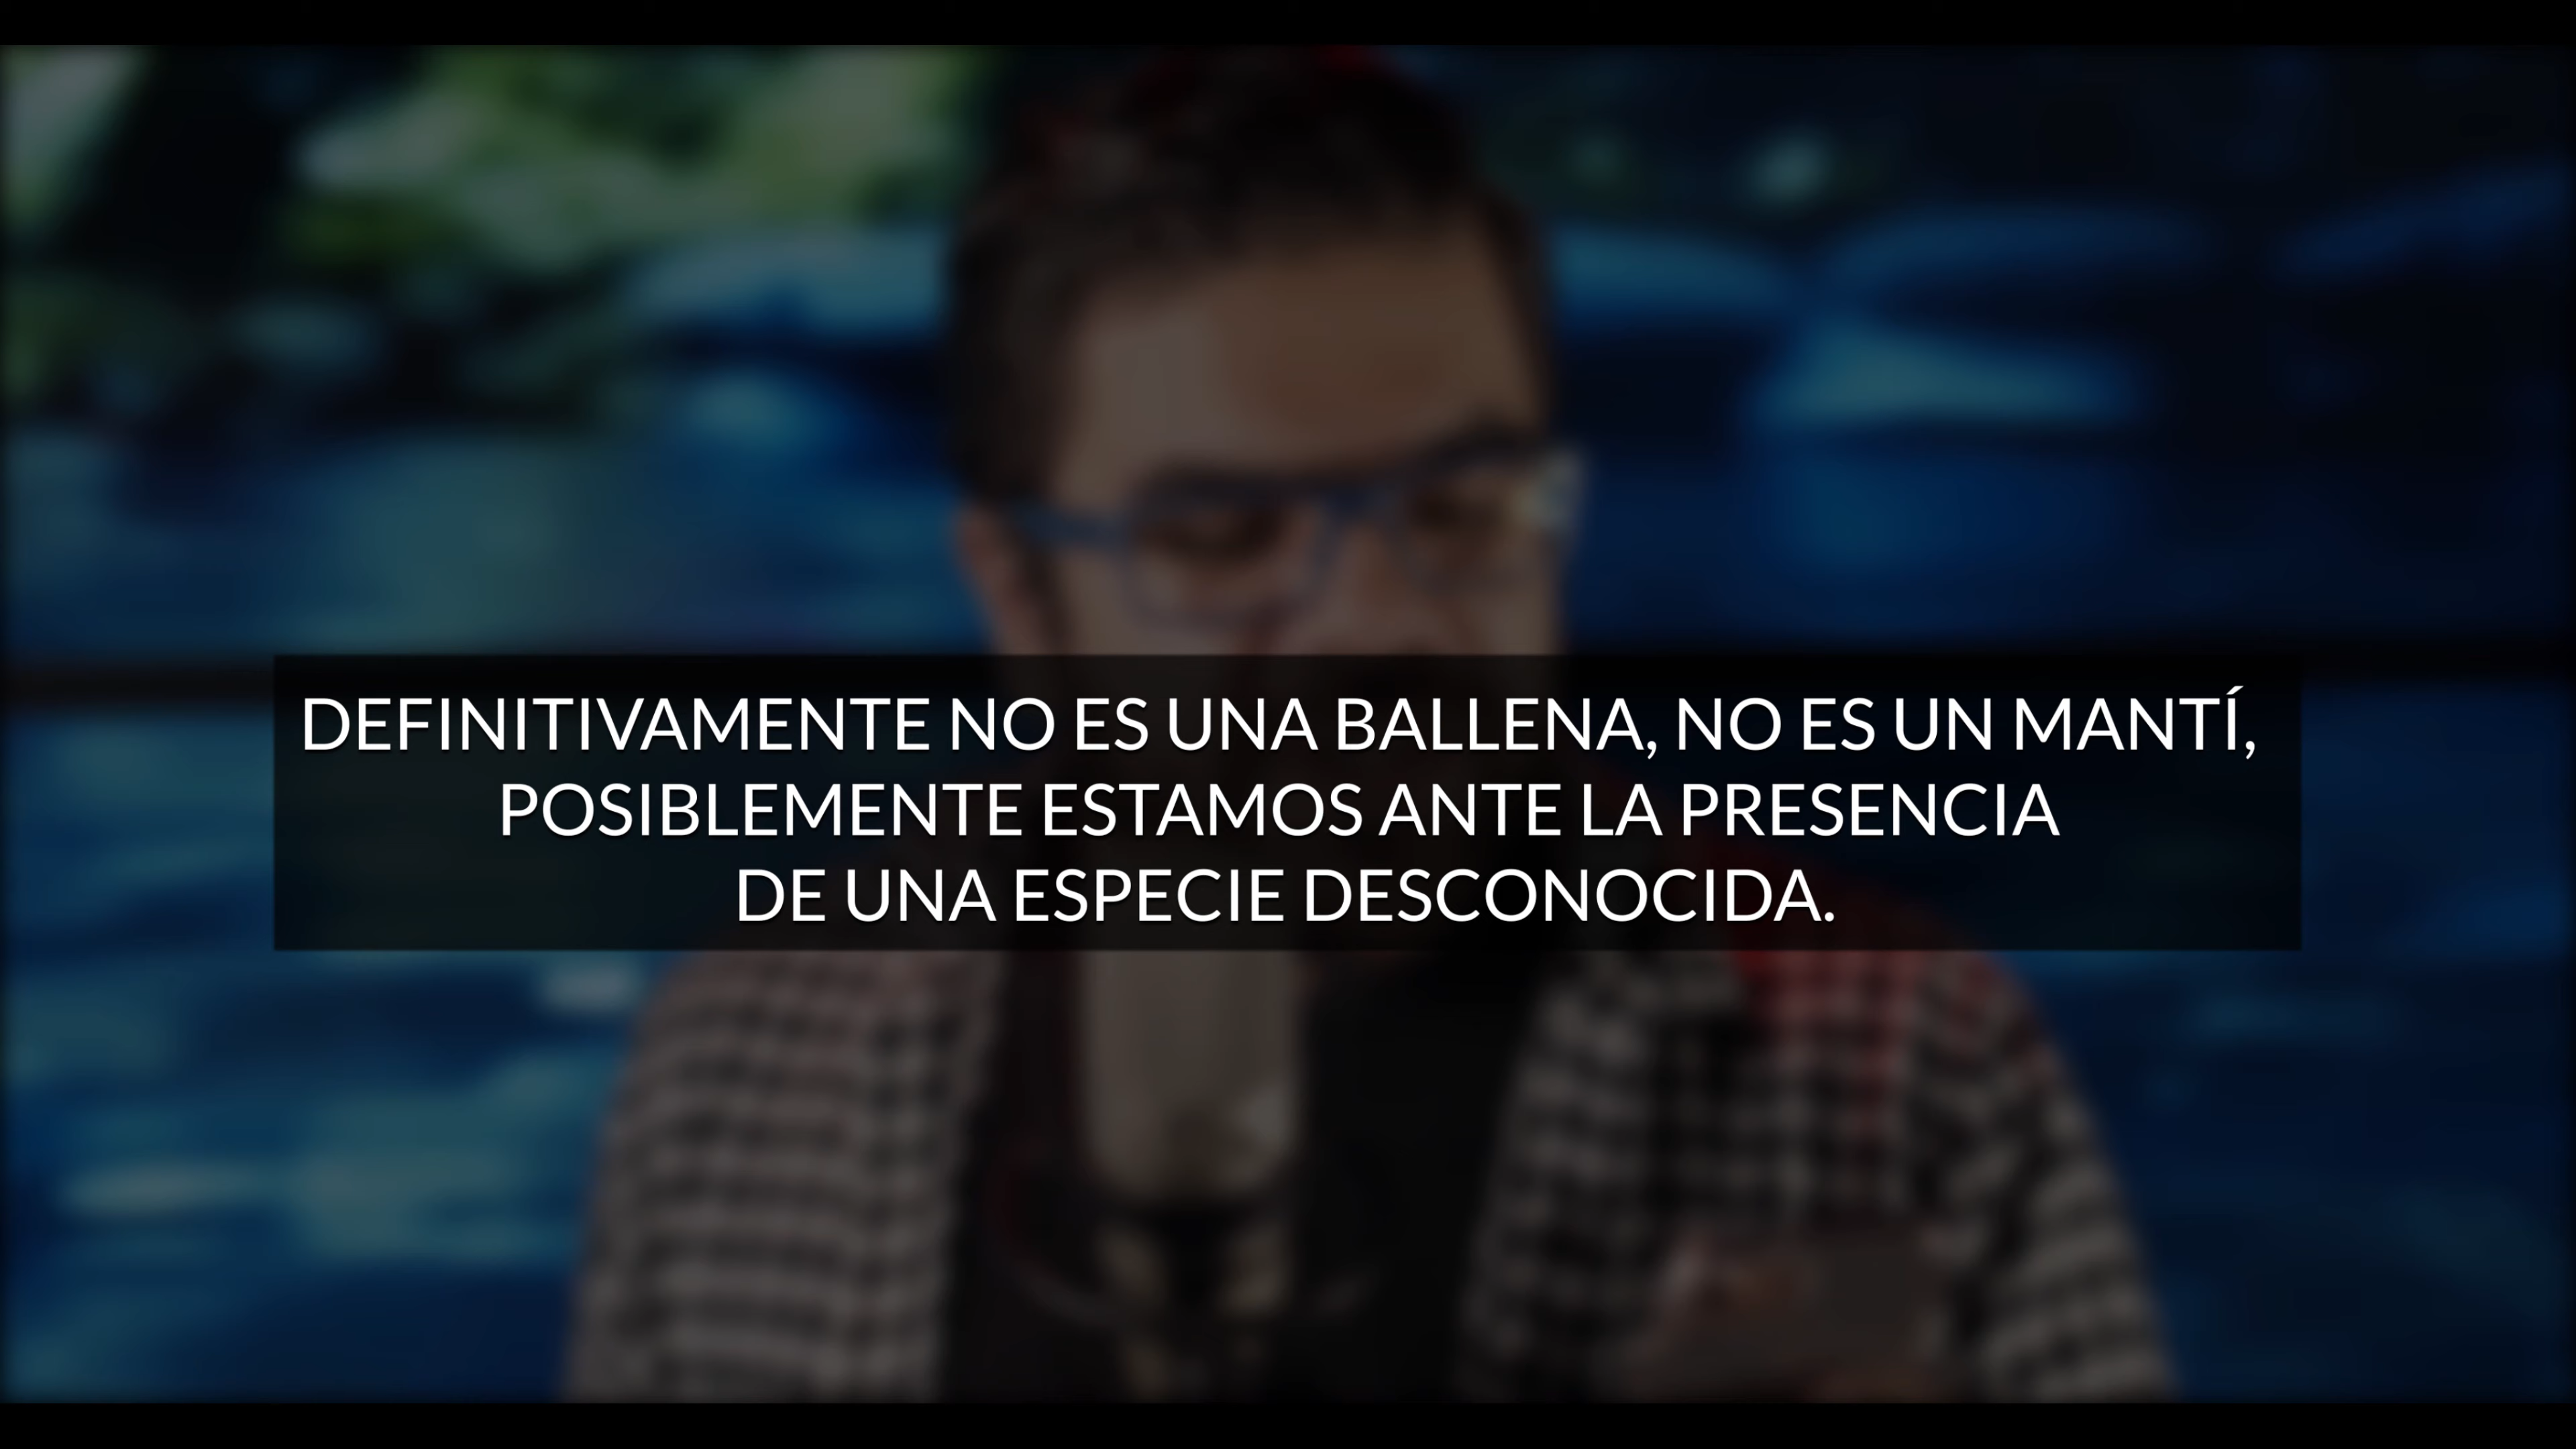 DEFINITIVAMENTE NO ES UNA BALLENA, NO ES UN MANTÍ,
POSIBLEMENTE ESTAMOS ANTE LA PRESENCIA
DE UNA ESPECIE DESCONOCIDA.